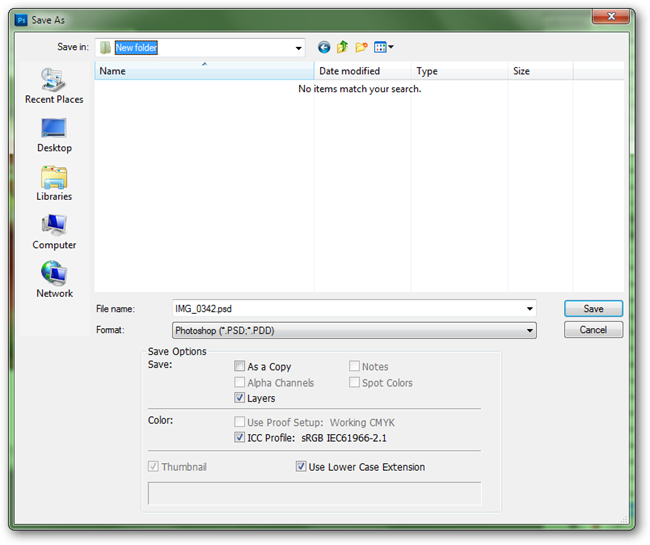 Ps Save As
Save in: New folder
Name Date modified Type Size
No items match your search.
Recent Places
Desktop
Libraries
Computer
Network
File name: IMG_0342.psd Save
Format: Photoshop (*.PSD;*.PDD) Cancel
Save Options
Save: As a Copy Notes
Alpha Channels Spot Colors
Layers
Color: Use Proof Setup: Working CMYK
ICC Profile: sRGB IEC61966-2.1
Thumbnail Use Lower Case Extension